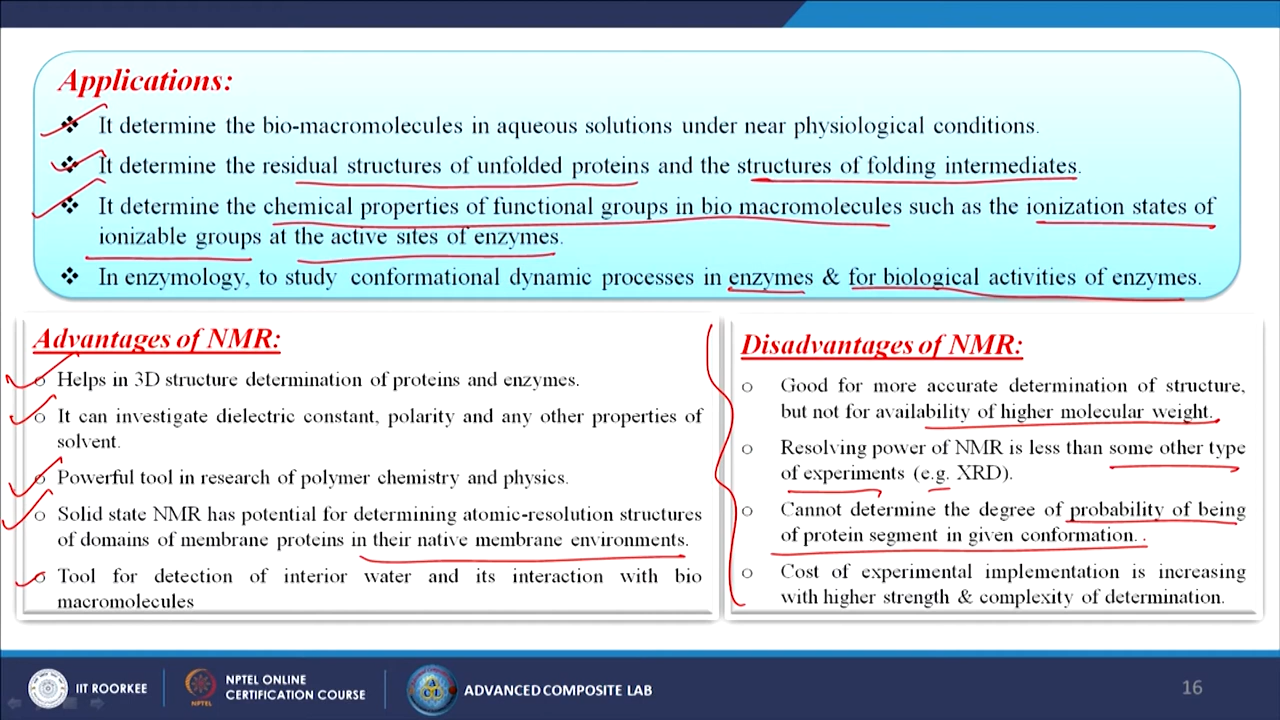 Applications:
❖ It determine the bio-macromolecules in aqueous solutions under near physiological conditions.
❖ It determine the residual structures of unfolded proteins and the structures of folding intermediates.
❖ It determine the chemical properties of functional groups in bio macromolecules such as the ionization states of
ionizable groups at the active sites of enzymes.
❖ In enzymology, to study conformational dynamic processes in enzymes & for biological activities of enzymes.
Advantages of NMR:
o Helps in 3D structure determination of proteins and enzymes.
o It can investigate dielectric constant, polarity and any other properties of
solvent.
o Powerful tool in research of polymer chemistry and physics.
o Solid state NMR has potential for determining atomic-resolution structures
of domains of membrane proteins in their native membrane environments.
o Tool for detection of interior water and its interaction with bio
macromolecules
Disadvantages of NMR:
o Good for more accurate determination of structure,
but not for availability of higher molecular weight.
o Resolving power of NMR is less than some other type
of experiments (e.g. XRD).
o Cannot determine the degree of probability of being
of protein segment in given conformation. .
o Cost of experimental implementation is increasing
with higher strength & complexity of determination.
IIT ROORKEE
NPTEL
NPTEL ONLINE
CERTIFICATION COURSE
ADVANCED COMPOSITE LAB
16